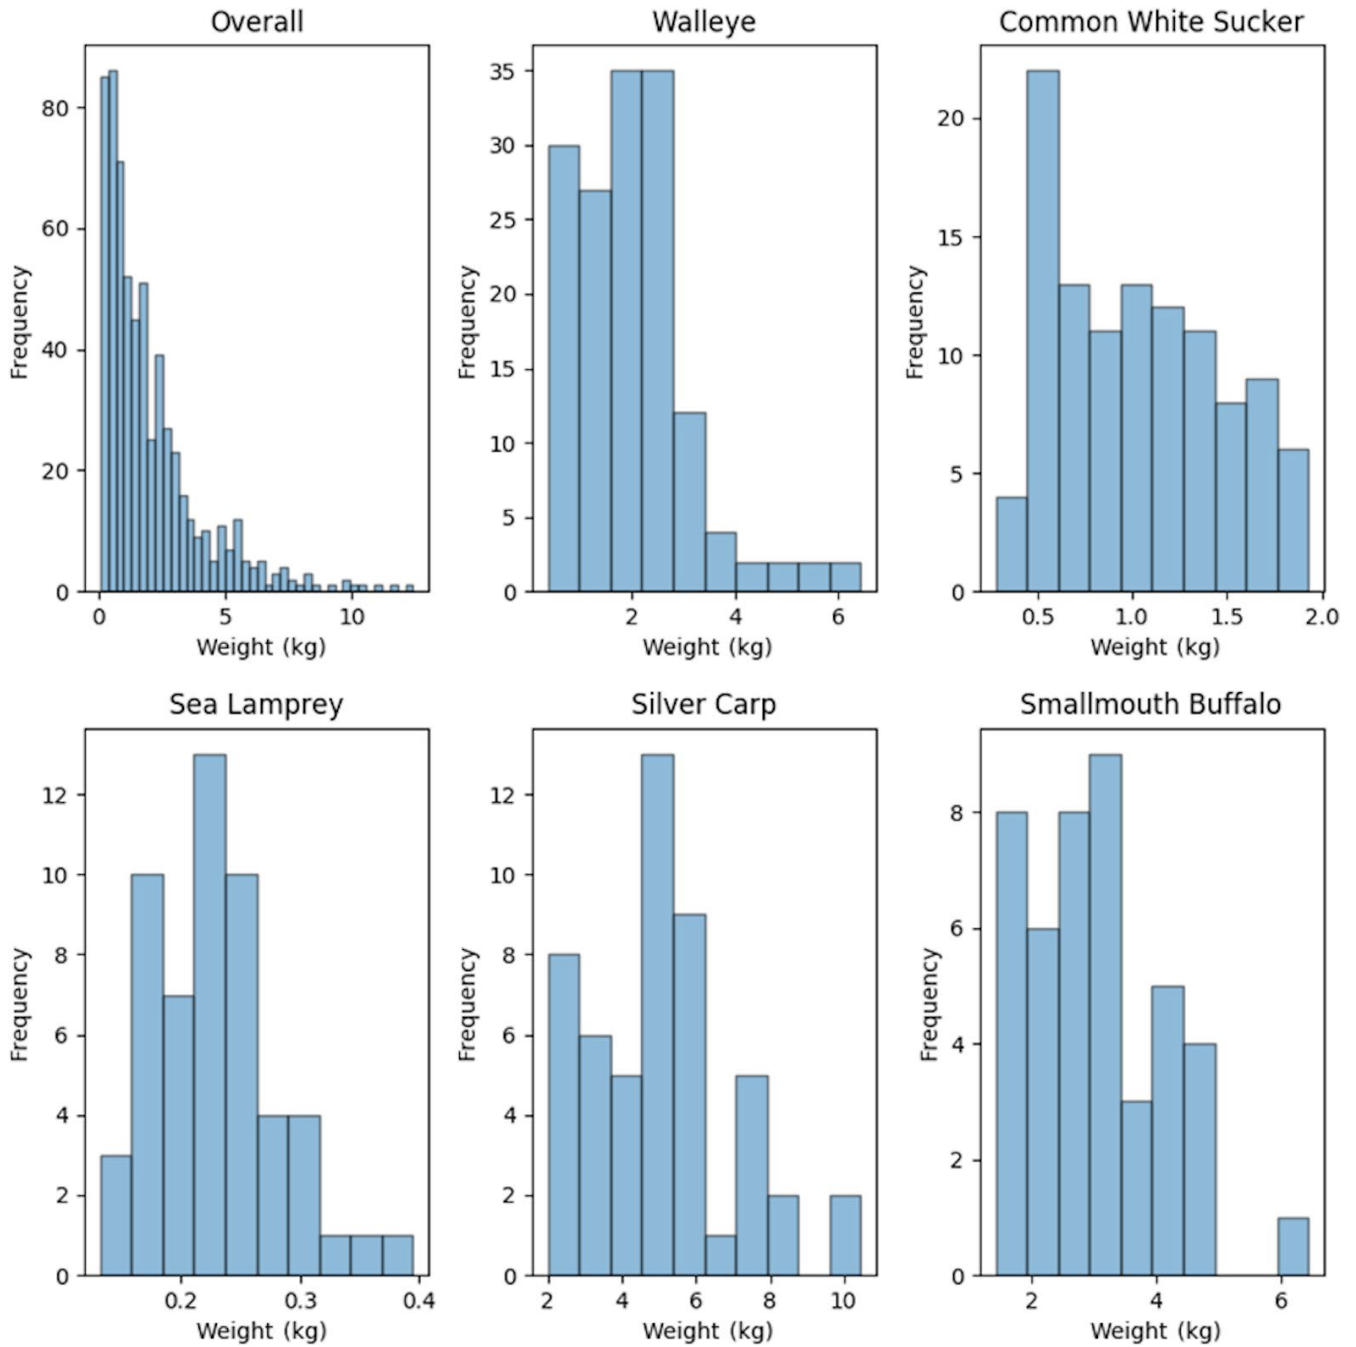 Overall
Frequency
80
60
40
20
0
0 5 10
Weight (kg)
Walleye
Frequency
35
30
25
20
15
10
5
0
2 4 6
Weight (kg)
Common White Sucker
Frequency
20
15
10
5
0
0.5 1.0 1.5 2.0
Weight (kg)
Sea Lamprey
Frequency
12
10
8
6
4
2
0
0.2 0.3 0.4
Weight (kg)
Silver Carp
Frequency
12
10
8
6
4
2
0
2 4 6 8 10
Weight (kg)
Smallmouth Buffalo
Frequency
8
6
4
2
0
2 4 6
Weight (kg)